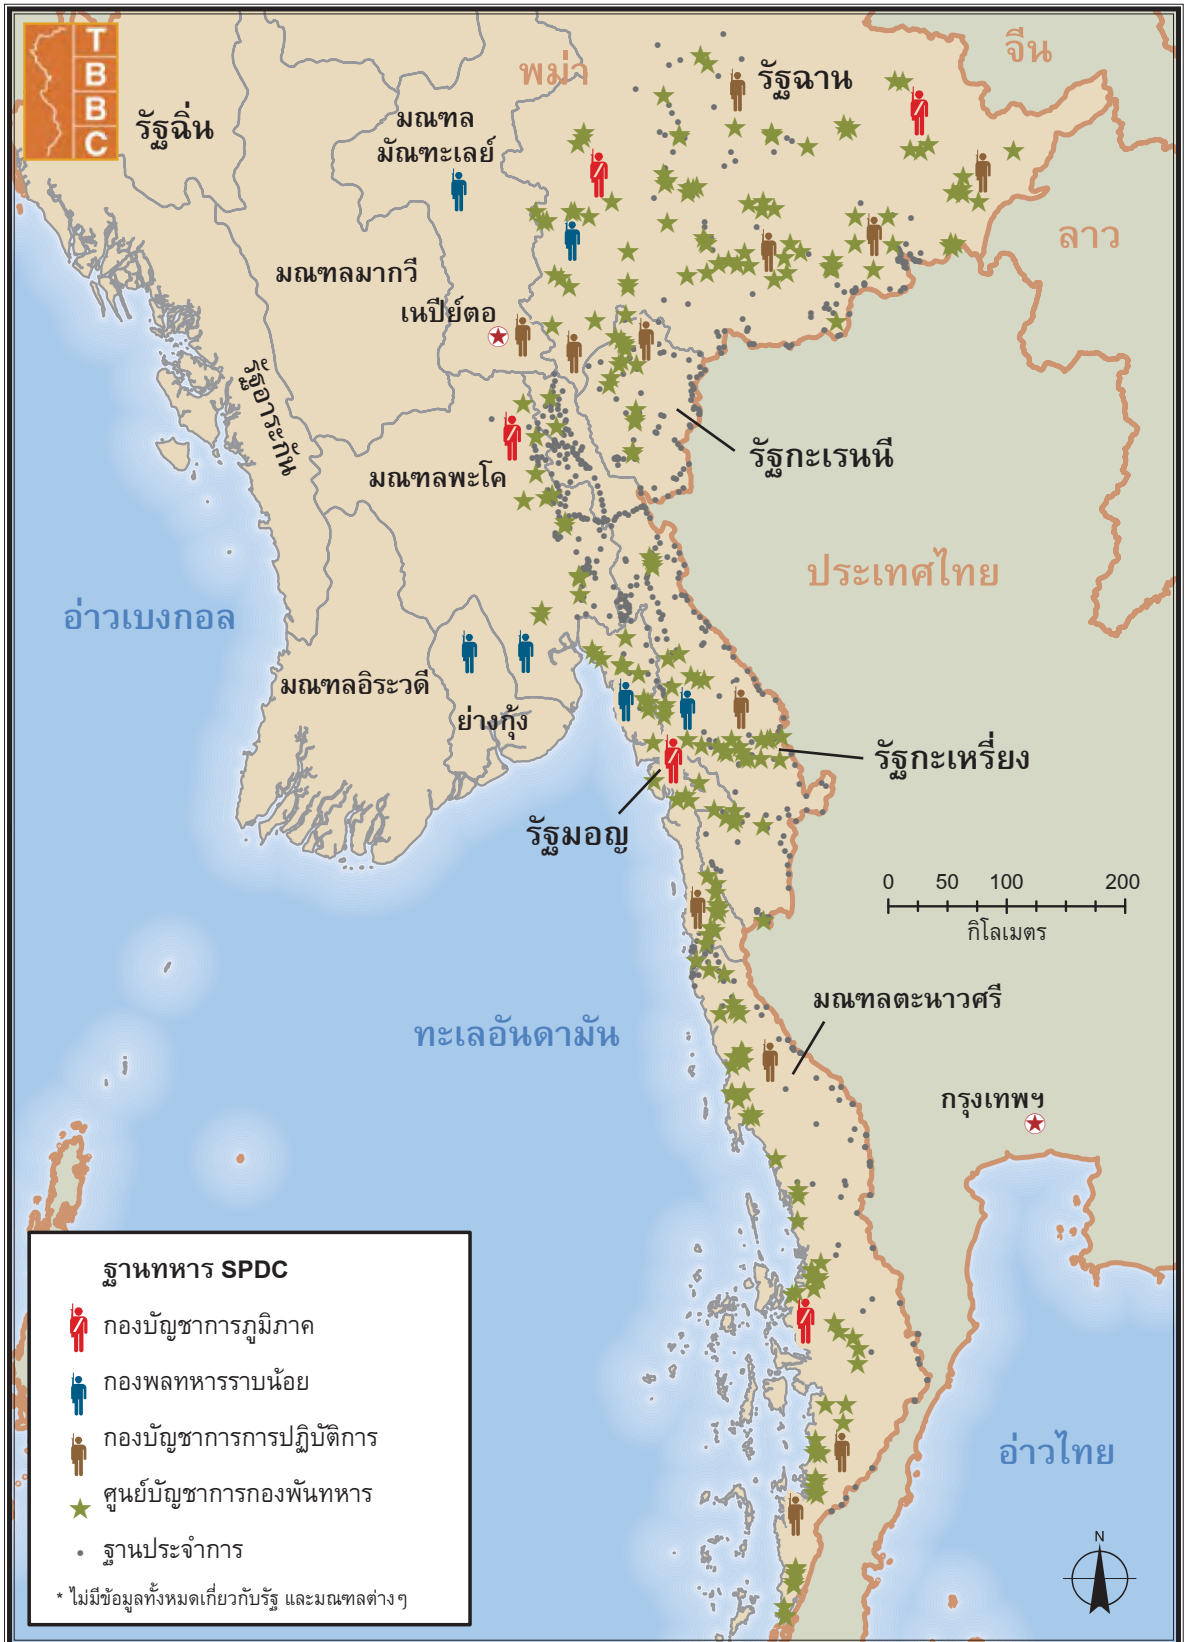 T
B
B
C
พม่า
จีน
รัฐฉาน
รัฐฉิ่น
มณฑล
มัณฑะเลย์
ลาว
มณฑลมากวี
เนปีย์ตอ
รัฐอาระกัน
รัฐกะเรนนี
มณฑลพะโค
ประเทศไทย
อ่าวเบงกอล
มณฑลอิระวดี
ย่างกุ้ง
รัฐกะเหรี่ยง
รัฐมอญ
0 50 100 200
กิโลเมตร
มณฑลตะนาวศรี
ทะเลอันดามัน
กรุงเทพฯ
อ่าวไทย
N
ฐานทหาร SPDC
กองบัญชาการภูมิภาค
กองพลทหารราบน้อย
กองบัญชาการการปฏิบัติการ
ศูนย์บัญชาการกองพันทหาร
ฐานประจำการ
* ไม่มีข้อมูลทั้งหมดเกี่ยวกับรัฐ และมณฑลต่างๆ